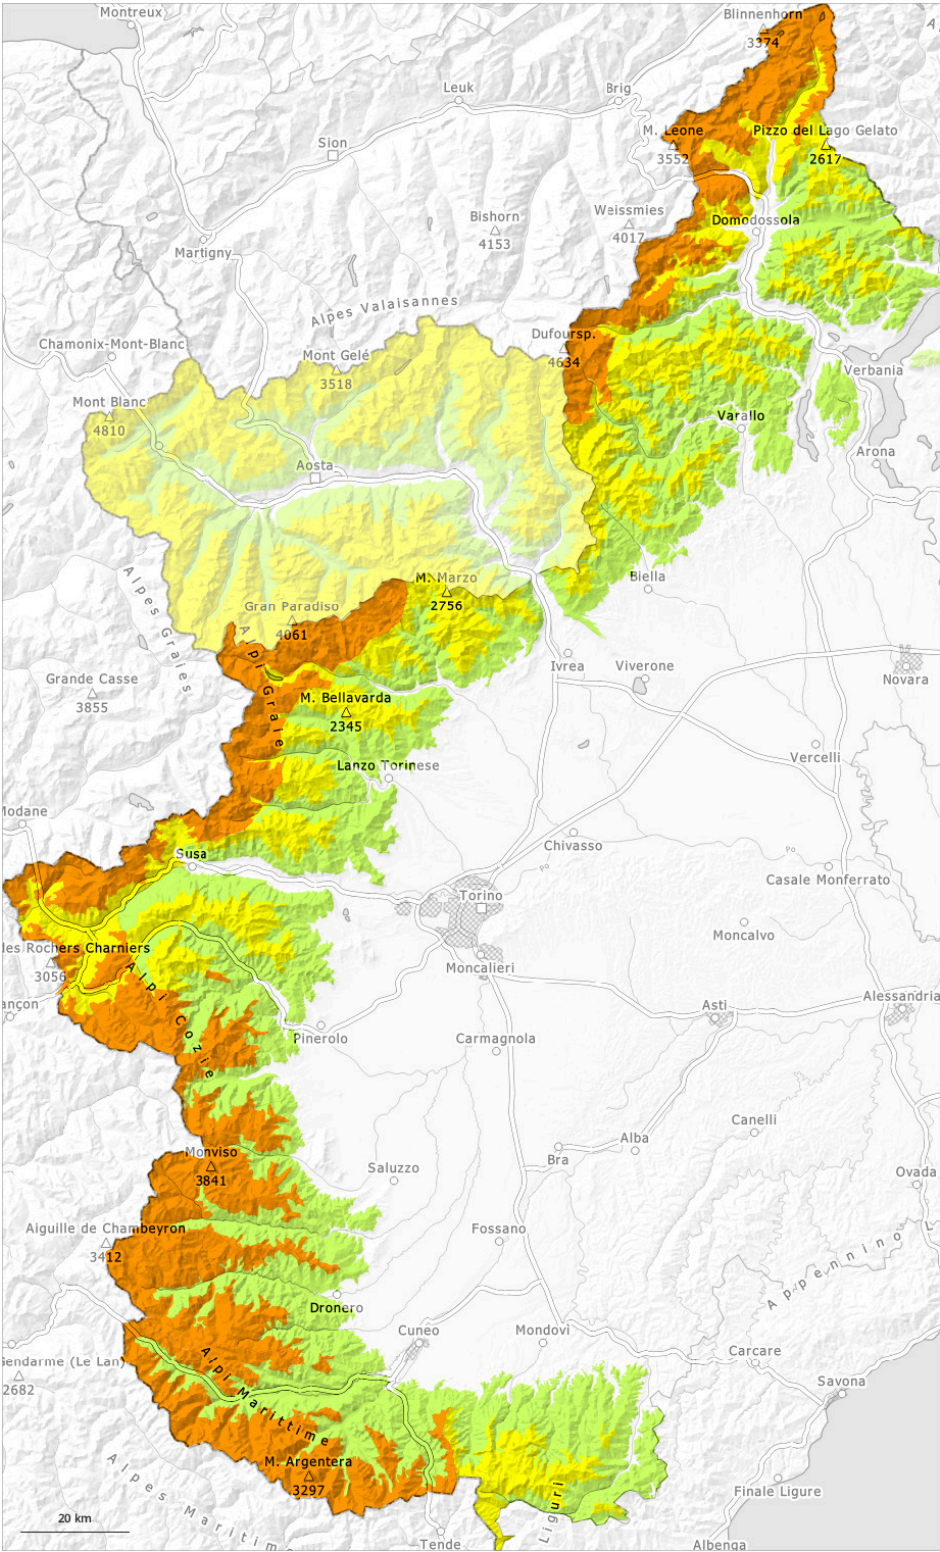 Montreux
Blinnenhorn
3374
Leuk
Brig
Sion
M. Leone
3552
Pizzo del Lago Gelato
2617
Bishorn
4153
Weissmies
4017
Domodossola
Martigny
Alpes Valaisannes
Chamonix-Mont-Blanc
Mont Gelé
3518
Dufoursp.
4634
Verbania
Mont Blanc
4810
Varallo
Aosta
Arona
M. Marzo
2756
Biella
Alpes Graies
Gran Paradiso
4061
Alpi Graie
Ivrea
Viverone
Novara
Grande Casse
3855
M. Bellavarda
2345
Lanzo Torinese
Vercelli
Modane
Chivasso
Susa
Po
Po
Casale Monferrato
Torino
Moncalvo
des Rochers Charniers
3056
Moncalieri
Alpi Cozie
ançon
Asti
Alessandria
Pinerolo
Carmagnola
Canelli
Alba
Monviso
3841
Bra
Saluzzo
Ovada
Aiguille de Chambeyron
3412
Fossano
Appennino L
Dronero
Cuneo
Mondovì
Carcare
Gendarme (Le Lan
2682
Savona
Alpi Marittime
M. Argentera
3297
Alpes Maritime
Liguri
Finale Ligure
20 km
Tende
Albenga